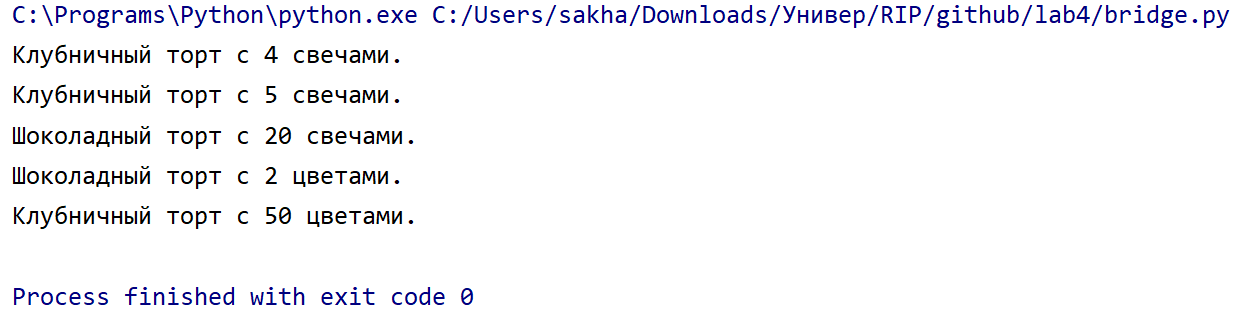 C:\Programs\Python\python.exe C:/Users/sakha/Downloads/Универ/RIP/github/lab4/bridge.py
Клубничный торт с 4 свечами.
Клубничный торт с 5 свечами.
Шоколадный торт с 20 свечами.
Шоколадный торт с 2 цветами.
Клубничный торт с 50 цветами.
Process finished with exit code 0